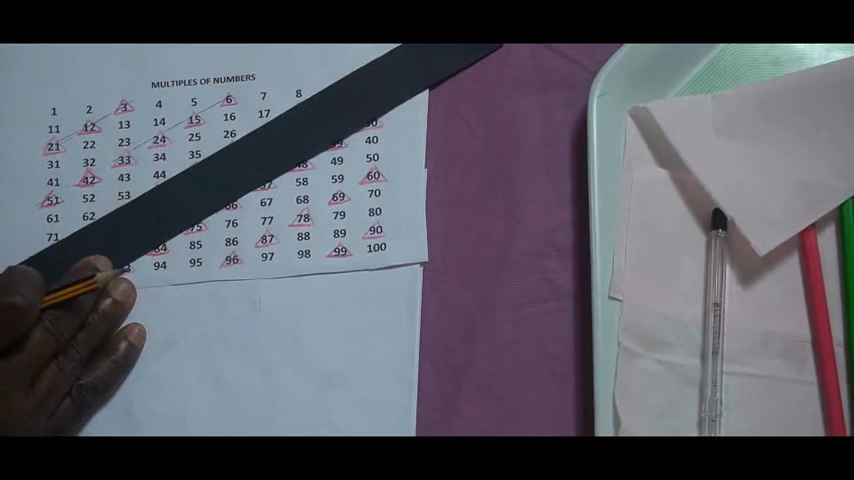 MULTIPLES OF NUMBERS
1 2 3 4 5 6 7 8
11 12 13 14 15 16 17
21 22 23 24 25 26 40
31 32 33 34 35 49 50
41 42 43 44 58 59 60
51 52 53 67 68 69 70
61 62 75 76 77 78 79 80
71 85 86 87 88 89 90
94 95 96 97 98 99 100